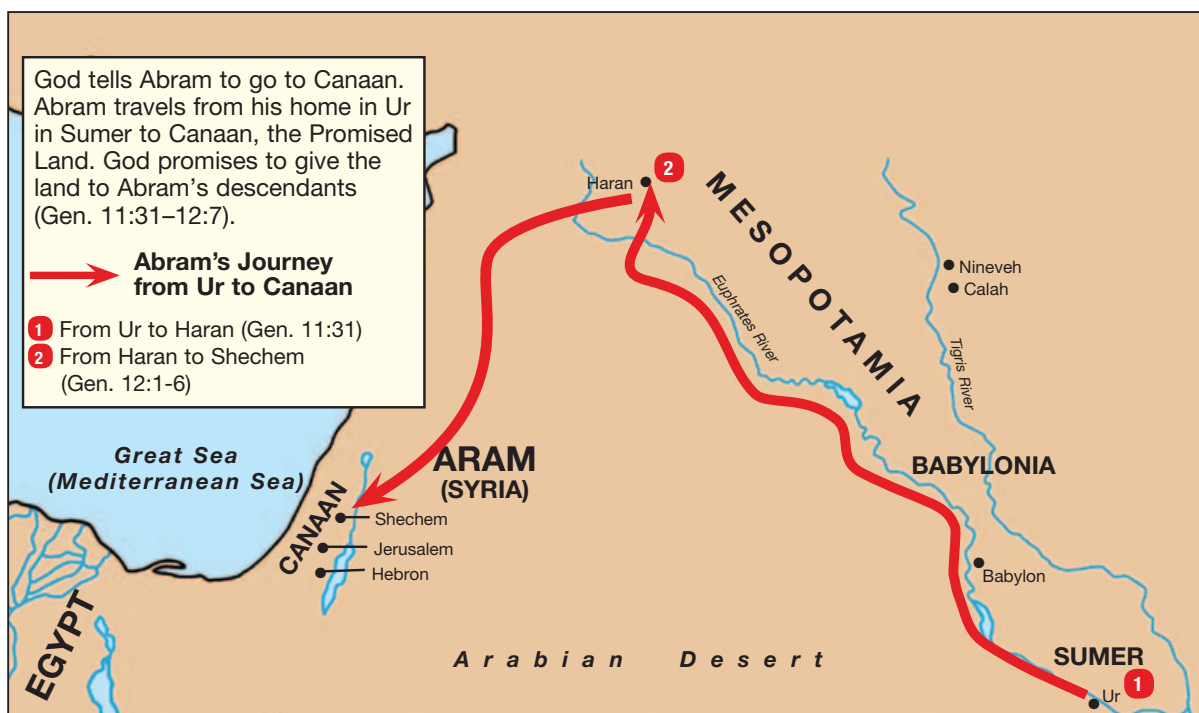 God tells Abram to go to Canaan.
Abram travels from his home in Ur
in Sumer to Canaan, the Promised
Land. God promises to give the
land to Abram's descendants
(Gen. 11:31–12:7).
Abram's Journey
from Ur to Canaan
1 From Ur to Haran (Gen. 11:31)
2 From Haran to Shechem
(Gen. 12:1-6)
Haran
2
MESOPOTAMIA
Nineveh
Calah
Euphrates River
Tigris River
Great Sea
(Mediterranean Sea)
ARAM
(SYRIA)
BABYLONIA
CANAAN
Shechem
Jerusalem
Hebron
Babylon
EGYPT
Arabian Desert
SUMER
Ur
1